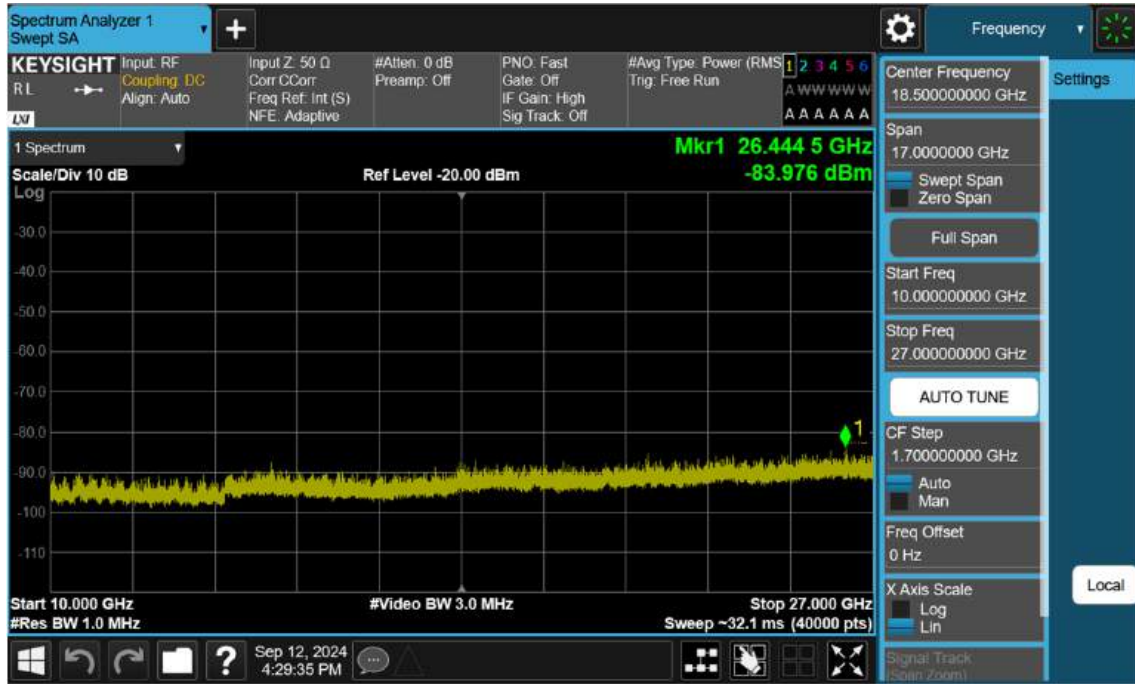 Spectrum Analyzer 1
Swept SA
+
Frequency
KEYSIGHT
RL
LXI
Input: RF
Coupling: DC
Align: Auto
Input Z: 50 Ω
Corr CCorr
Freq Ref: Int (S)
NFE: Adaptive
#Atten: 0 dB
Preamp: Off
PNO: Fast
Gate: Off
IF Gain: High
Sig Track: Off
#Avg Type: Power (RMS
Trig: Free Run
1 2 3 4 5 6
A W W W W W
A A A A A A
1 Spectrum
Scale/Div 10 dB
Ref Level -20.00 dBm
Mkr1 26.444 5 GHz
-83.976 dBm
Log
-30.0
-40.0
-50.0
-60.0
-70.0
-80.0
-90.0
-100
-110
1
Start 10.000 GHz
#Res BW 1.0 MHz
#Video BW 3.0 MHz
Stop 27.000 GHz
Sweep ~32.1 ms (40000 pts)
Center Frequency
18.500000000 GHz
Span
17.0000000 GHz
Swept Span
Zero Span
Full Span
Start Freq
10.000000000 GHz
Stop Freq
27.000000000 GHz
AUTO TUNE
CF Step
1.700000000 GHz
Auto
Man
Freq Offset
0 Hz
X Axis Scale
Log
Lin
Signal Track
(Span Zoom)
Settings
Local
?
Sep 12, 2024
4:29:35 PM